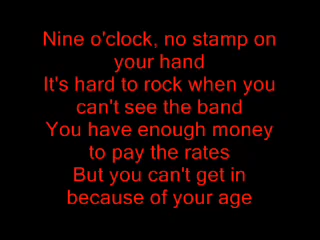 Nine o'clock, no stamp on
your hand
It's hard to rock when you
can't see the band
You have enough money
to pay the rates
But you can't get in
because of your age